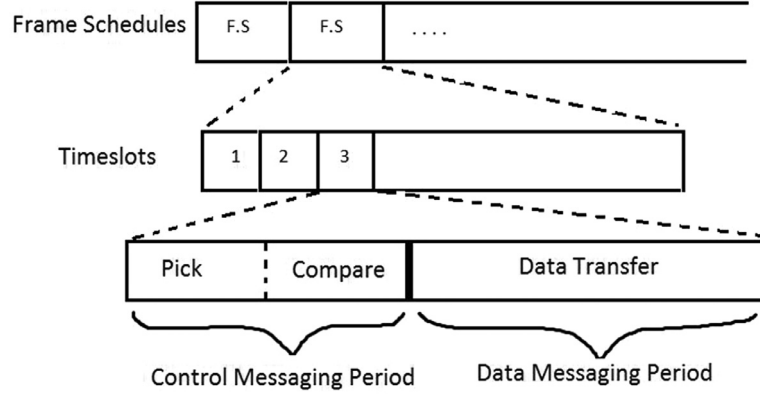 Frame Schedules F.S F.S ....
Timeslots 1 2 3
Pick Compare Data Transfer
Control Messaging Period Data Messaging Period